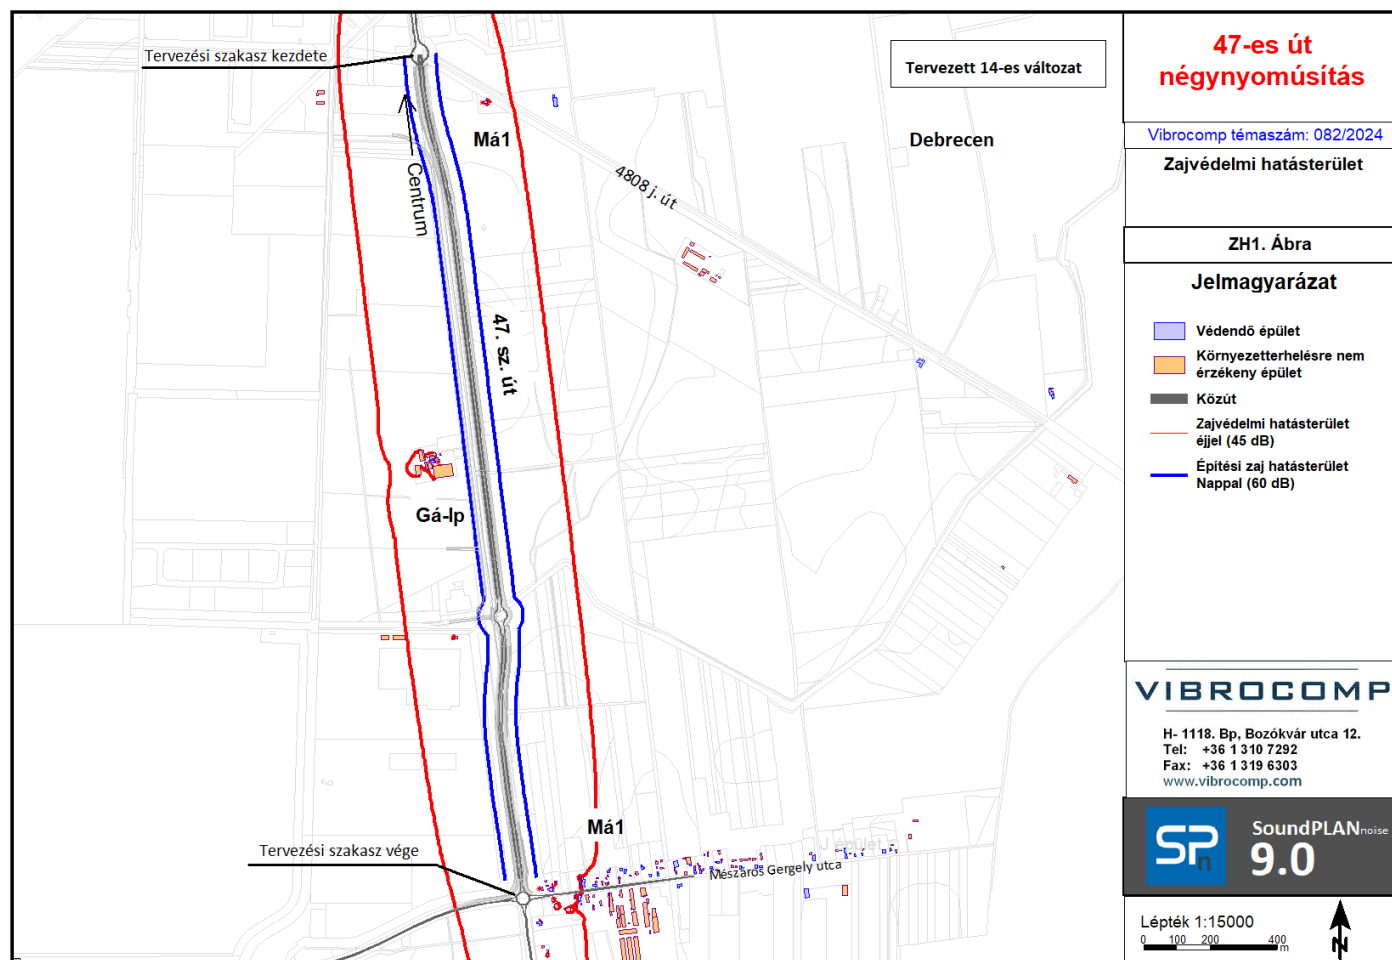 Tervezési szakasz kezdete
Tervezett 14-es változat
Má1
Debrecen
Centrum
4808 j. út
47. sz. út
Gá-Ip
Má1
Tervezési szakasz vége
J épület
Mészáros Gergely utca
47-es út
négynyomúsítás
Vibrocomp témaszám: 082/2024
Zajvédelmi hatásterület
ZH1. Ábra
Jelmagyarázat
Védendő épület
Környezetterhelésre nem
érzékeny épület
Közút
Zajvédelmi hatásterület
éjjel (45 dB)
Építési zaj hatásterület
Nappal (60 dB)
VIBROCOMP
H- 1118. Bp, Bozókvár utca 12.
Tel: +36 1 310 7292
Fax: +36 1 319 6303
www.vibrocomp.com
SPn
SoundPLANnoise
9.0
Lépték 1:15000
0 100 200 400
m
N